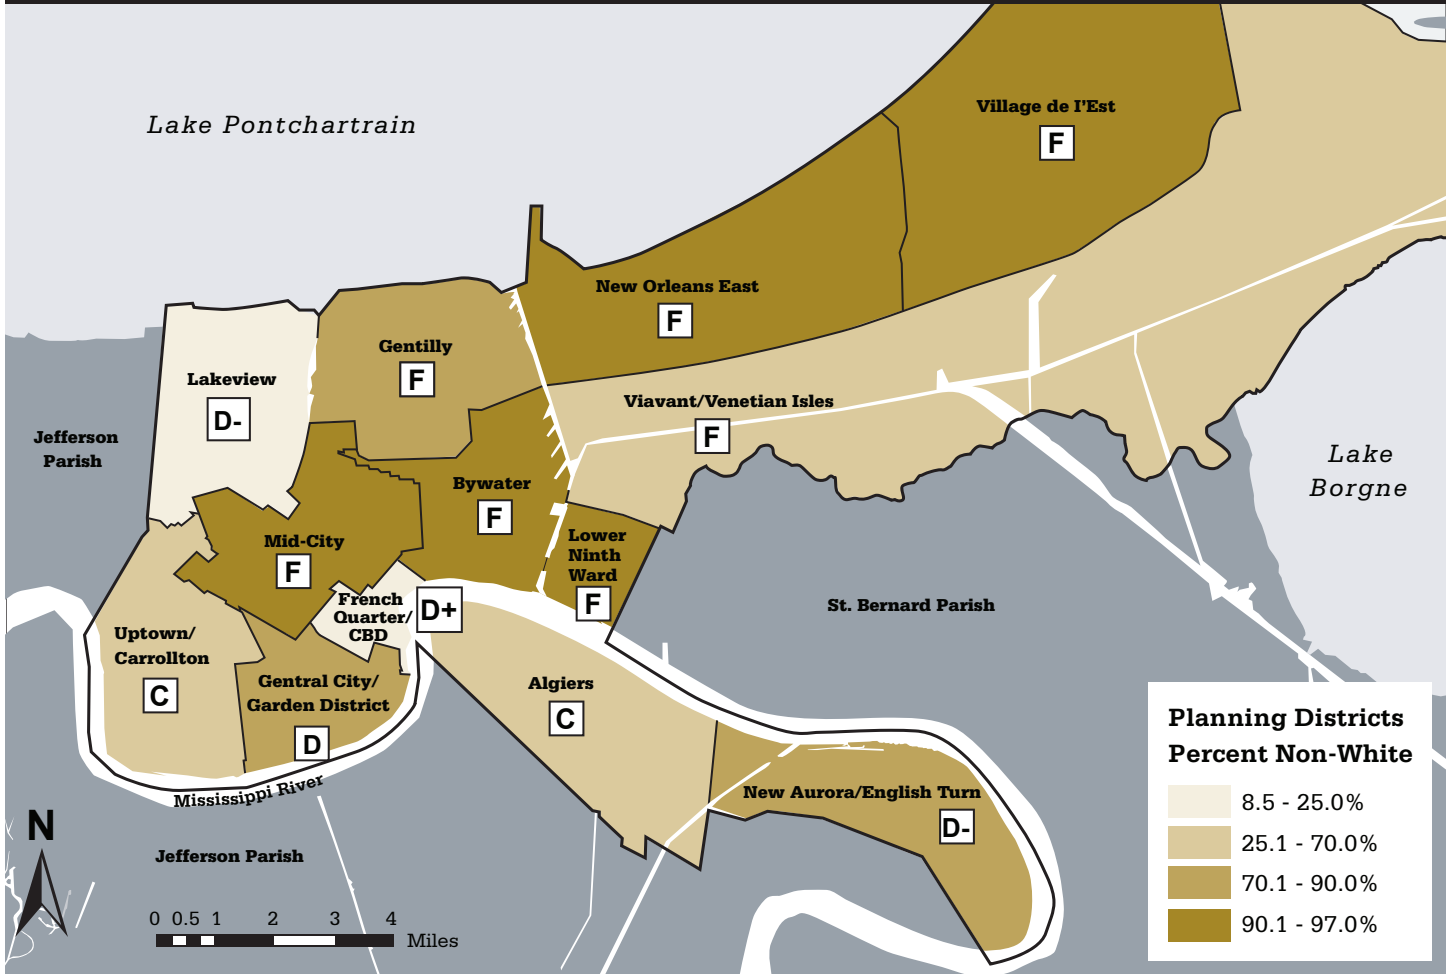 Lake Pontchartrain
Village de I'Est
F
New Orleans East
F
Gentilly
F
Lakeview
D-
Viavant/Venetian Isles
F
Jefferson
Parish
Lake
Borgne
Bywater
F
Mid-City
F
Lower
Ninth
Ward
F
French
Quarter/
CBD
D+
St. Bernard Parish
Uptown/
Carrollton
C
Gentral City/
Garden District
D
Algiers
C
Mississippi River
New Aurora/English Turn
D-
Jefferson Parish
N
0 0.5 1 2 3 4
Miles
Planning Districts
Percent Non-White
8.5 - 25.0%
25.1 - 70.0%
70.1 - 90.0%
90.1 - 97.0%